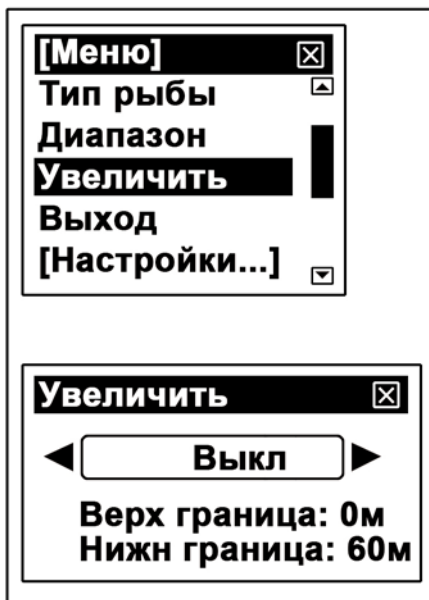 [Меню]
Тип рыбы
Диапазон
Увеличить
Выход
[Настройки...]
Увеличить
Выкл
Верх граница: 0м
Нижн граница: 60м